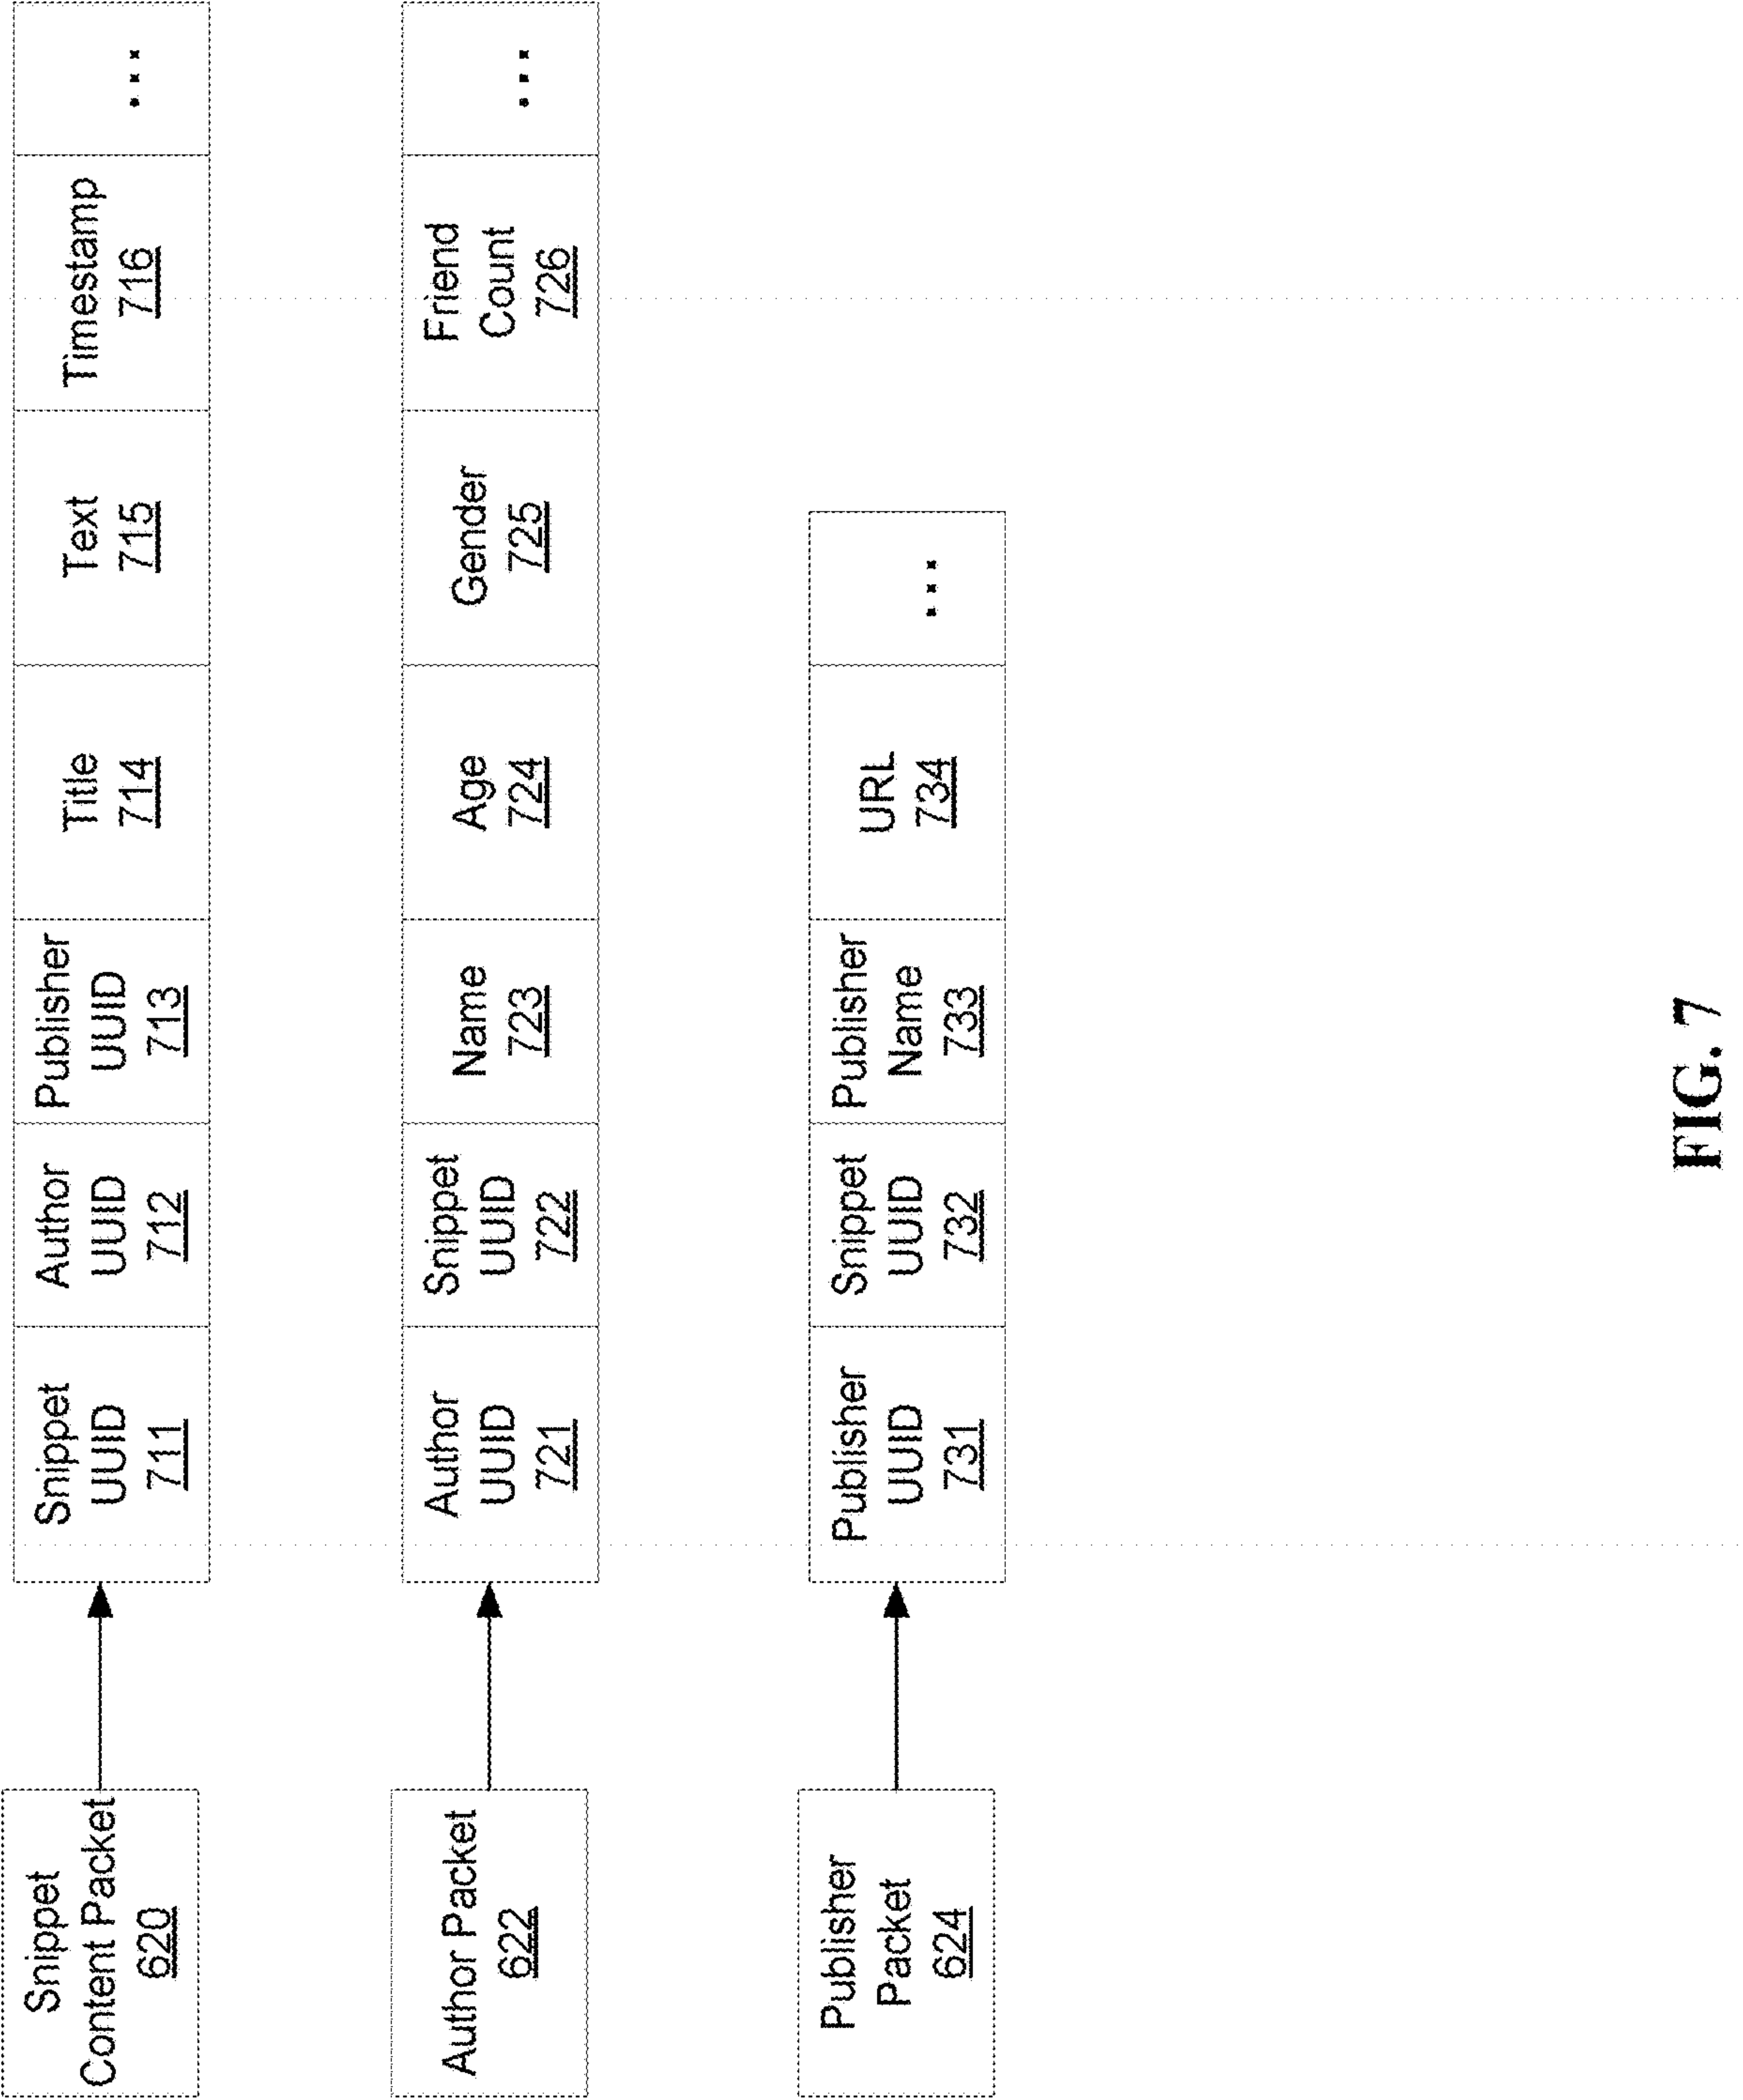 Snippet
Content Packet
620
Snippet
UUID
711
Author
UUID
712
Publisher
UUID
713
Title
714
Text
715
Timestamp
716
...
Author Packet
622
Author
UUID
721
Snippet
UUID
722
Name
723
Age
724
Gender
725
Friend
Count
726
...
Publisher
Packet
624
Publisher
UUID
731
Snippet
UUID
732
Publisher
Name
733
URL
734
...
FIG. 7